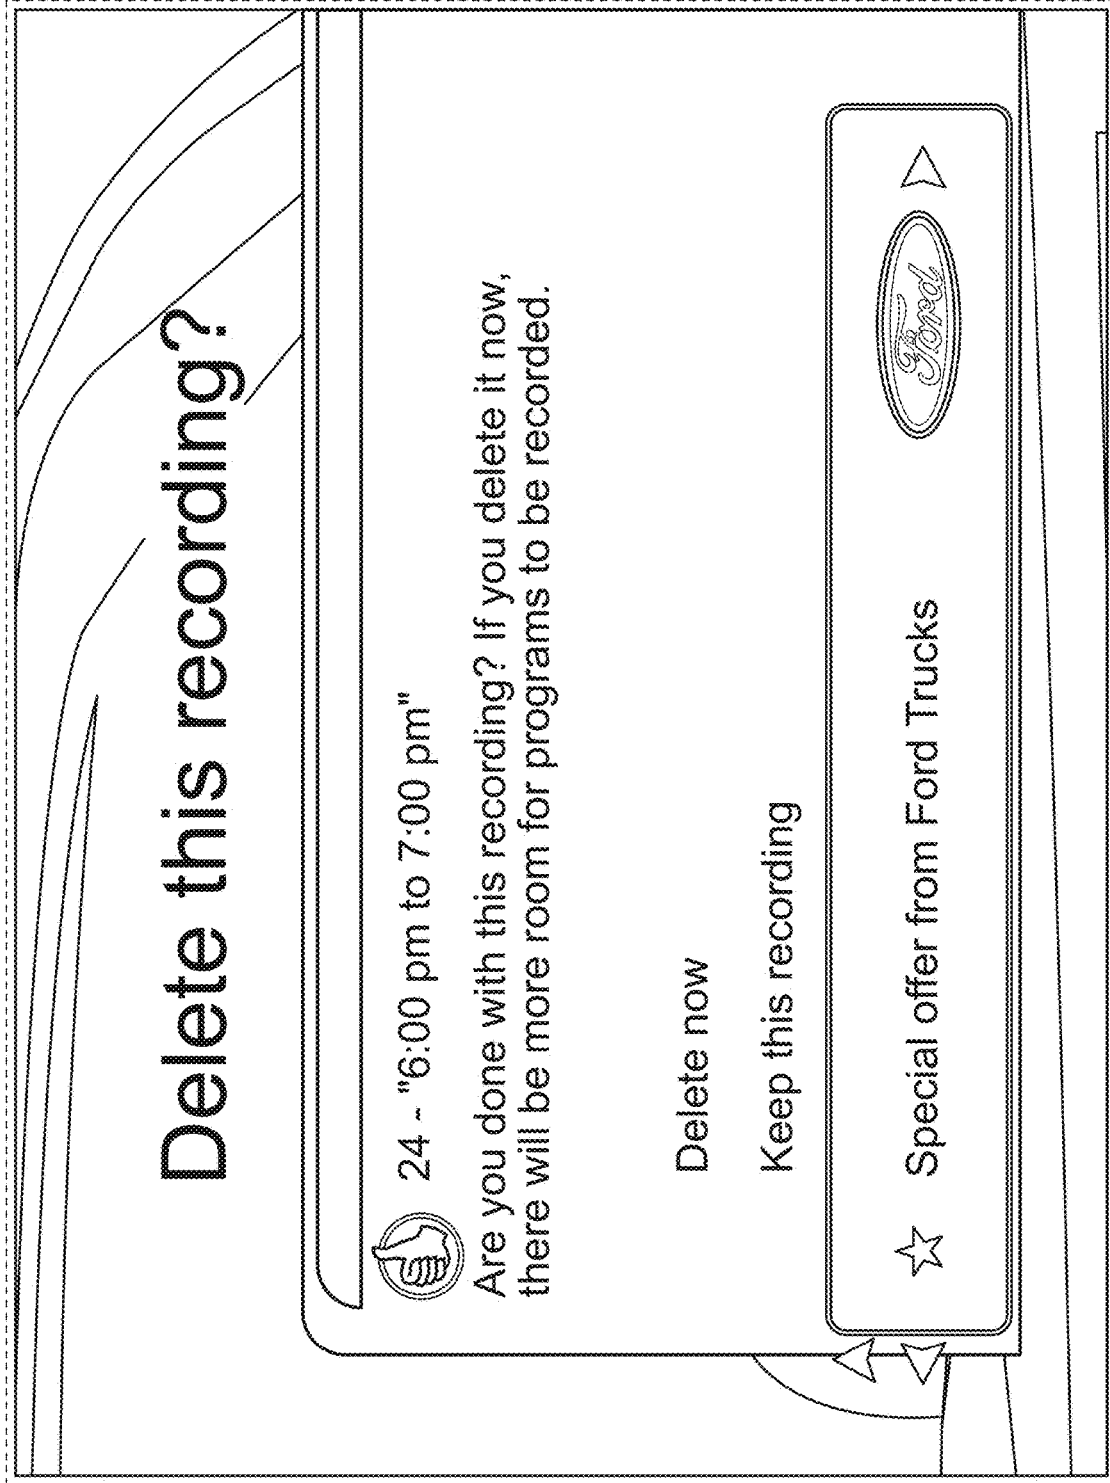 Delete this recording?
24 - "6:00 pm to 7:00 pm"
Are you done with this recording? If you delete it now,
there will be more room for programs to be recorded.
Delete now
Keep this recording
Special offer from Ford Trucks
Ford